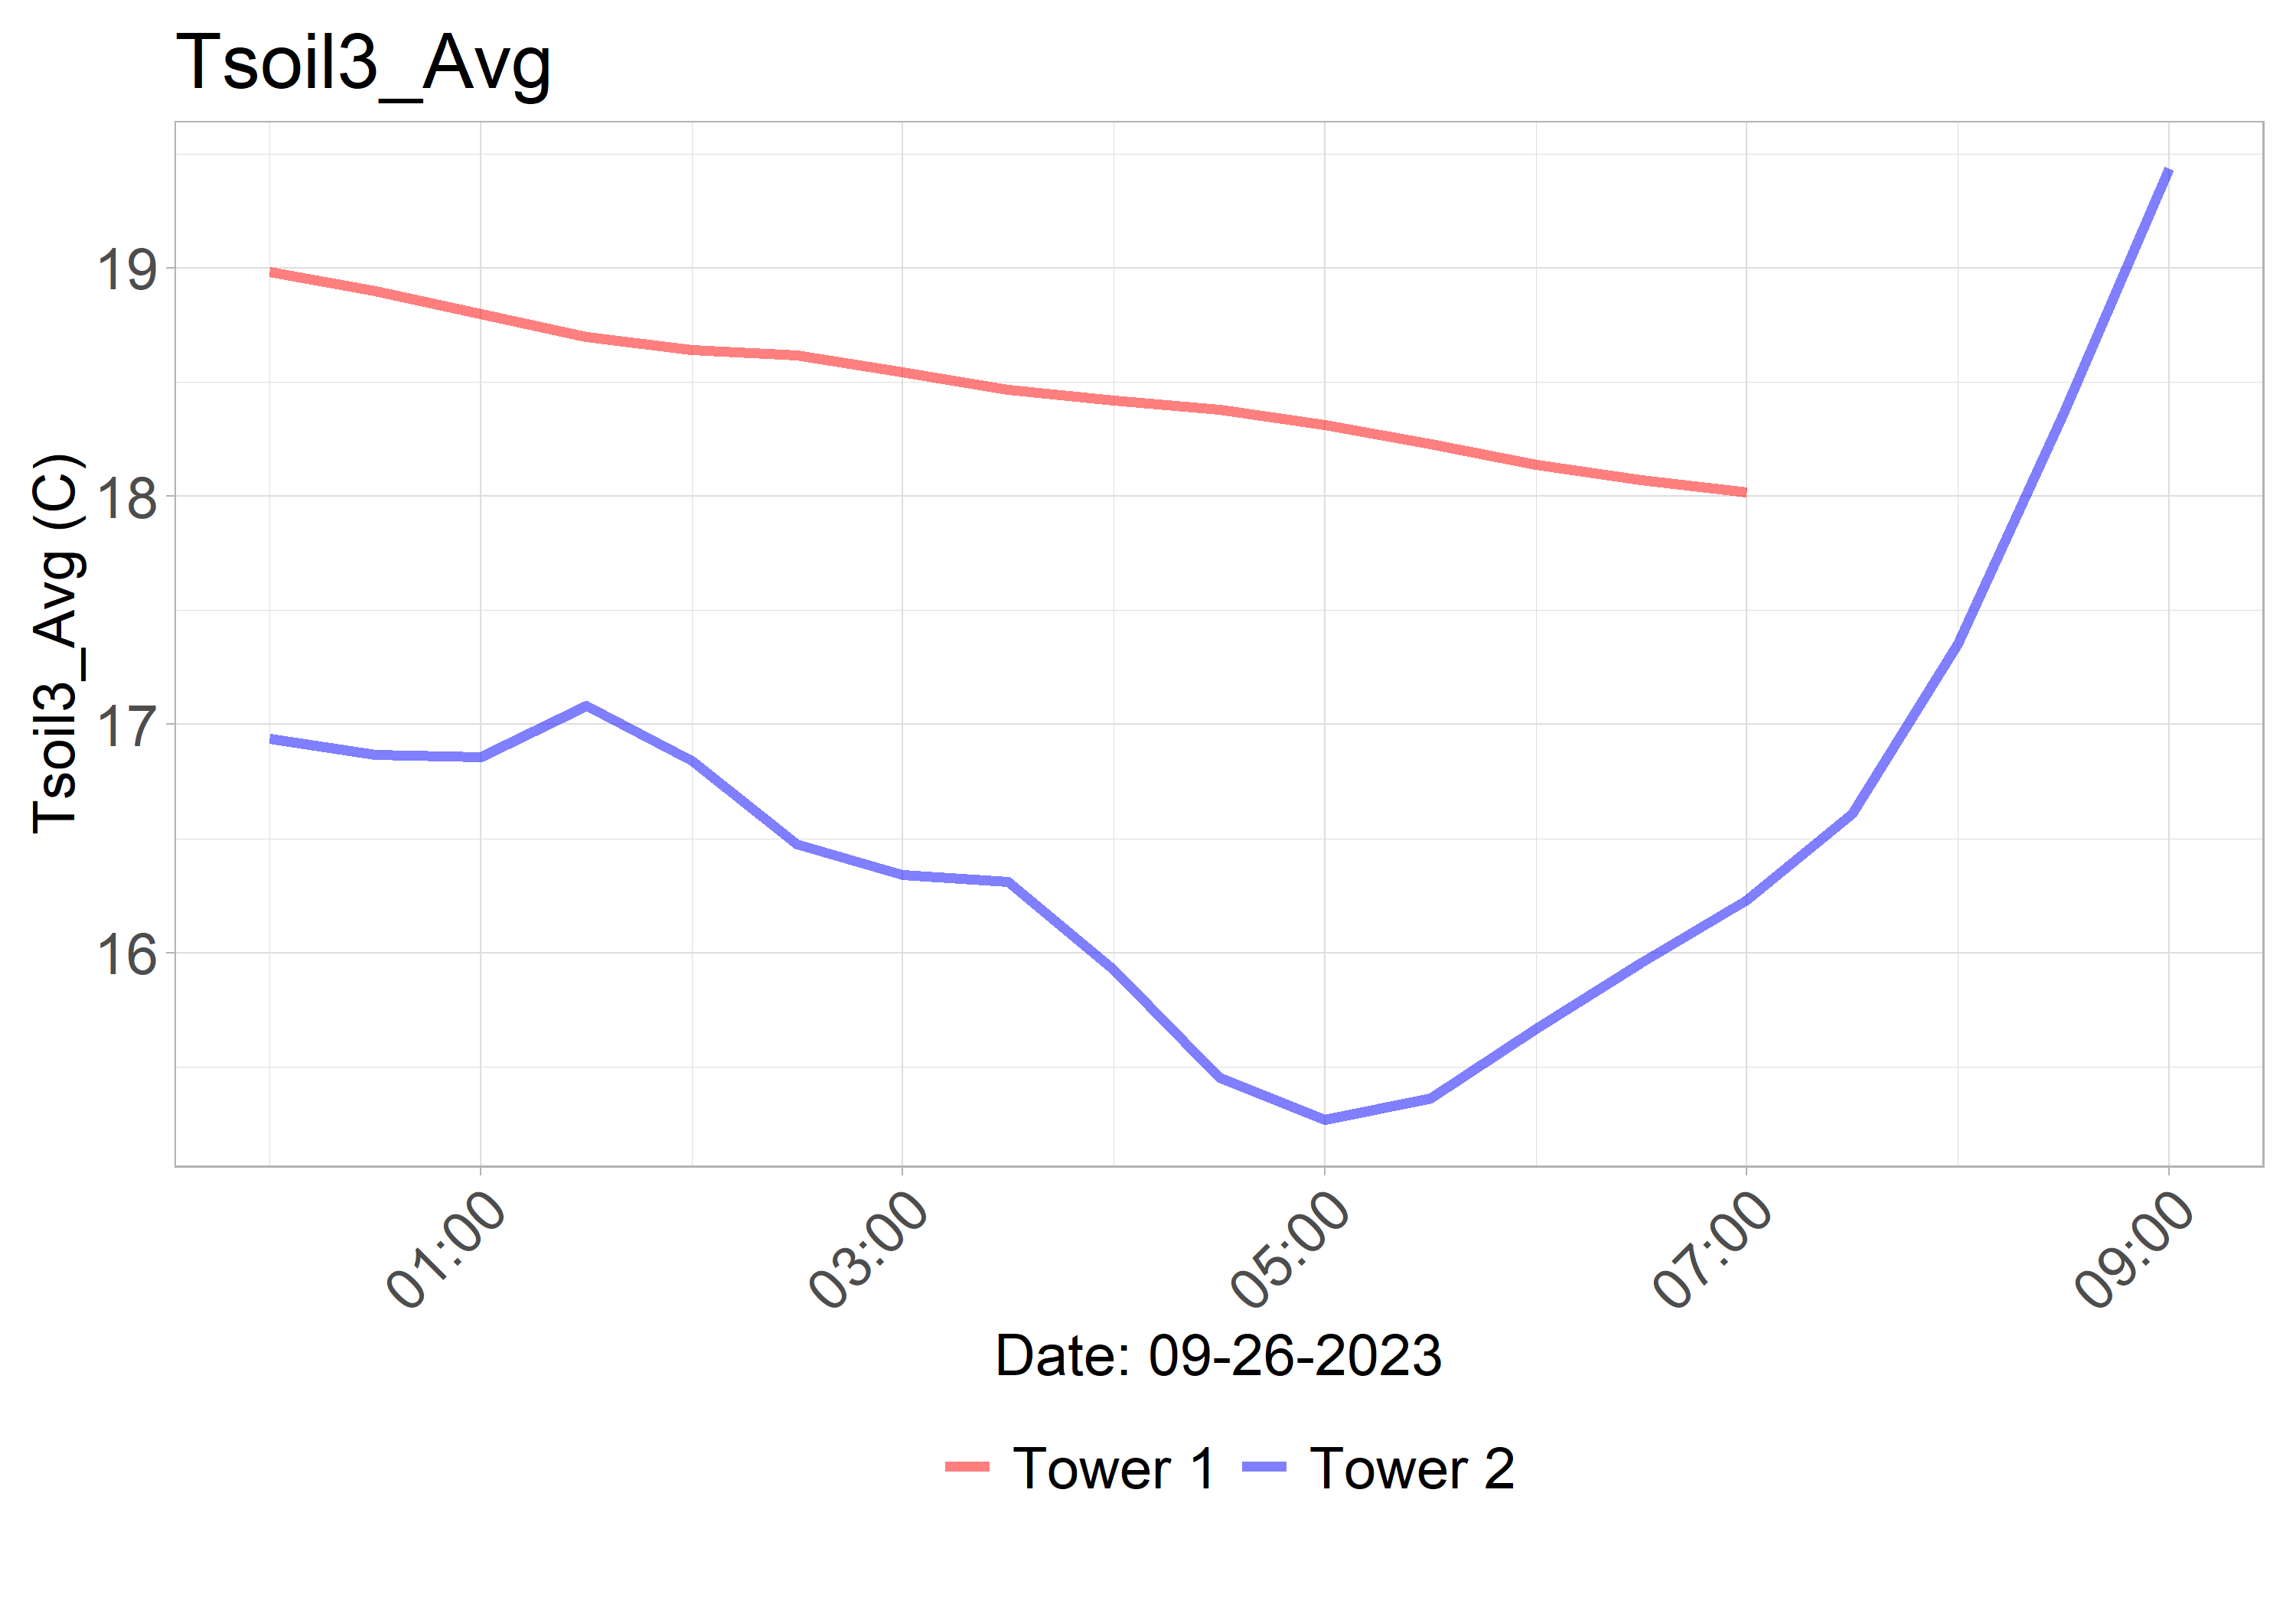 Tsoil3_Avg
Tsoil3_Avg (C)
19
18
17
16
01:00
03:00
05:00
07:00
09:00
Date: 09-26-2023
Tower 1
Tower 2